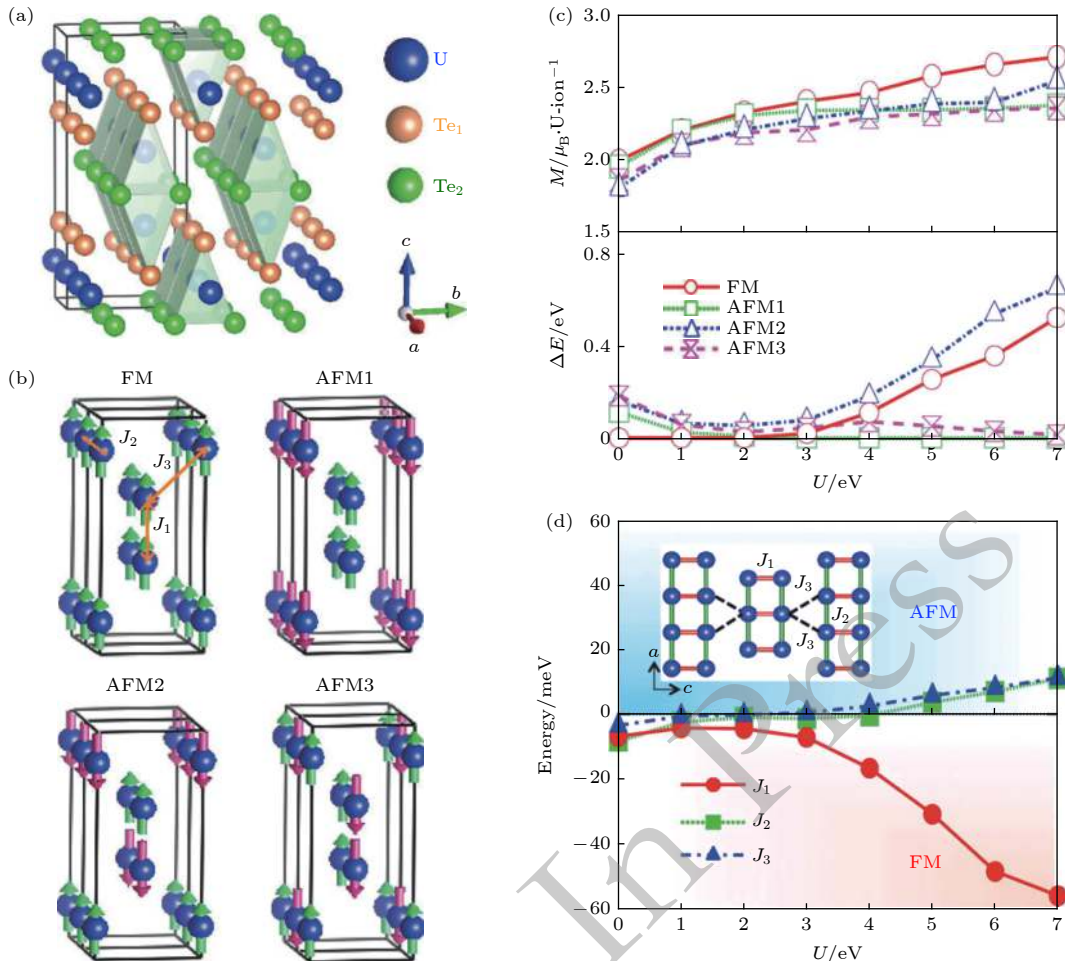 (a)
U
Te₁
Te₂
c
b
a
(b)
FM
AFM1
J₂
J₃
J₁
AFM2
AFM3
(c)
3.0
2.5
2.0
1.5
M/μ_B·U·ion⁻¹
0.8
0.4
0
ΔE/eV
FM
AFM1
AFM2
AFM3
0 1 2 3 4 5 6 7
U/eV
(d)
60
40
20
0
−20
−40
−60
Energy/meV
J₁
J₃
J₂
J₃
a
c
AFM
J₁
J₂
J₃
FM
0 1 2 3 4 5 6 7
U/eV
In Press